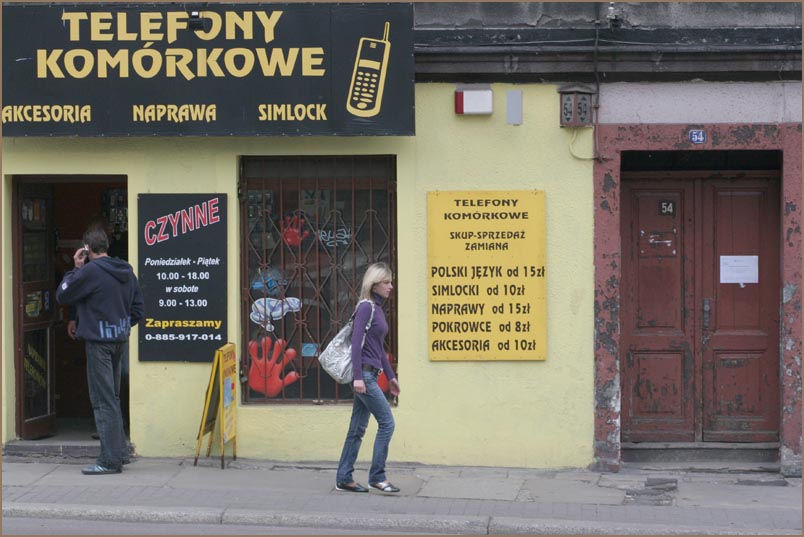 TELEFONY
KOMÓRKOWE
AKCESORIA NAPRAWA SIMLOCK
CZYNNE
Poniedziałek - Piątek
10.00 - 18.00
w sobote
9.00 - 13.00
Zapraszamy
0-885-917-014
TELEFONY
KOMÓRKOWE
SKUP-SPRZEDAŻ
ZAMIANA
POLSKI JĘZYK od 15zł
SIMLOCKI od 10zł
NAPRAWY od 15zł
POKROWCE od 8zł
AKCESORIA od 10zł
54
54